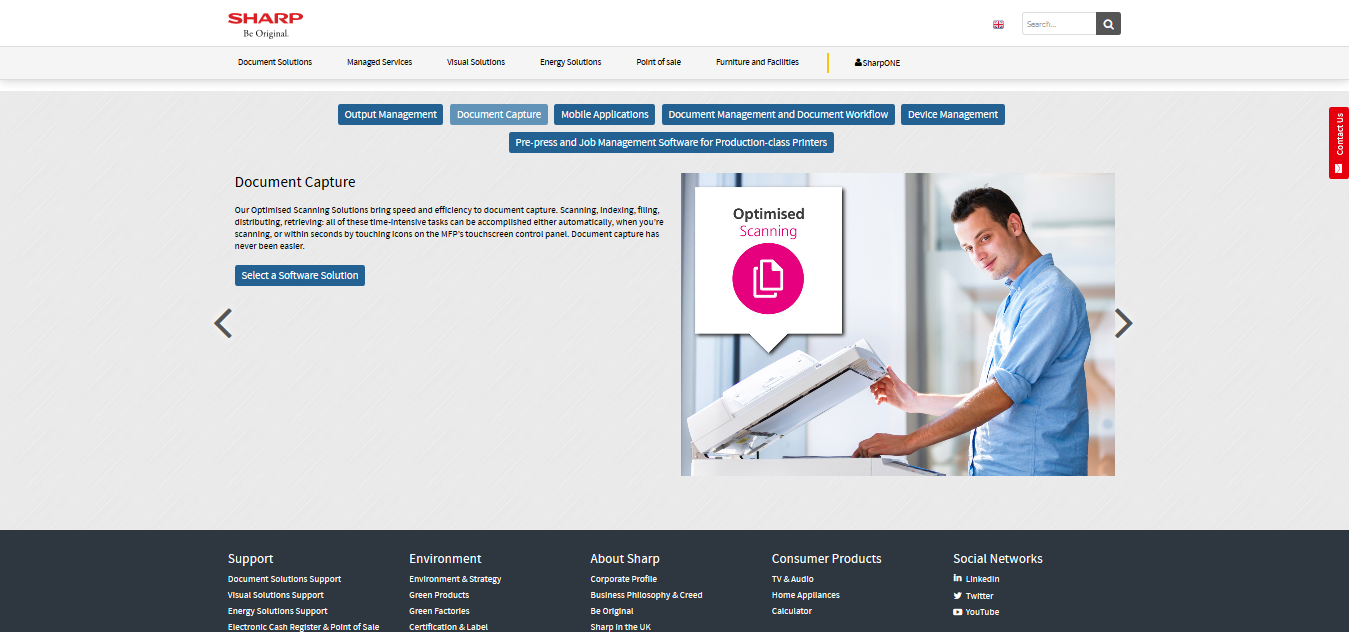 SHARP
Be Original.
Search...
Document Solutions
Managed Services
Visual Solutions
Energy Solutions
Point of sale
Furniture and Facilities
SharpONE
Output Management
Document Capture
Mobile Applications
Document Management and Document Workflow
Device Management
Pre-press and Job Management Software for Production-class Printers
Contact Us
Document Capture
Our Optimised Scanning Solutions bring speed and efficiency to document capture. Scanning, indexing, filing,
distributing, retrieving: all of these time-intensive tasks can be accomplished either automatically, when you're
scanning, or within seconds by touching icons on the MFP's touchscreen control panel. Document capture has
never been easier.
Select a Software Solution
Optimised
Scanning
Support
Document Solutions Support
Visual Solutions Support
Energy Solutions Support
Electronic Cash Register & Point of Sale
Environment
Environment & Strategy
Green Products
Green Factories
Certification & Label
About Sharp
Corporate Profile
Business Philosophy & Creed
Be Original
Sharp in the UK
Consumer Products
TV & Audio
Home Appliances
Calculator
Social Networks
LinkedIn
Twitter
YouTube